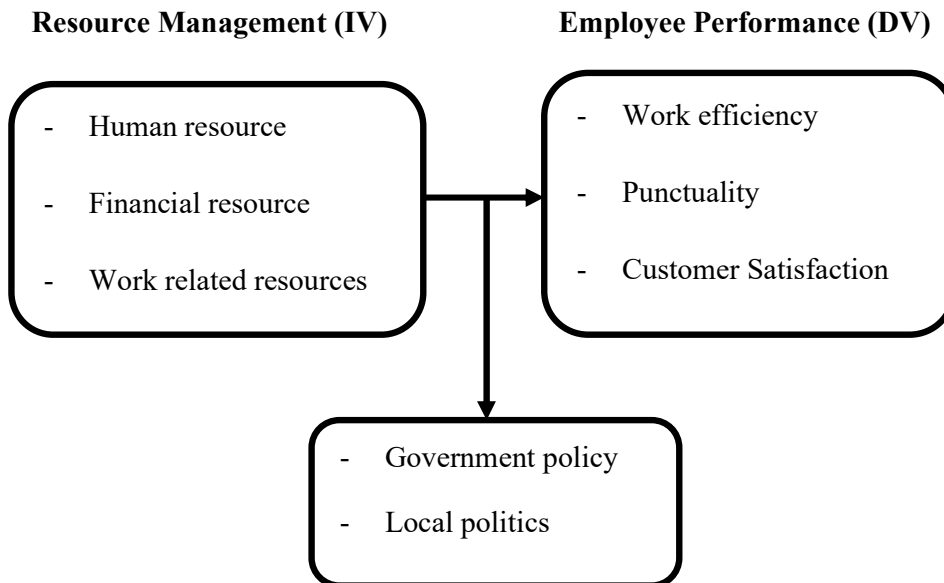 Resource Management (IV)
Employee Performance (DV)
- Human resource
- Financial resource
- Work related resources
- Work efficiency
- Punctuality
- Customer Satisfaction
- Government policy
- Local politics